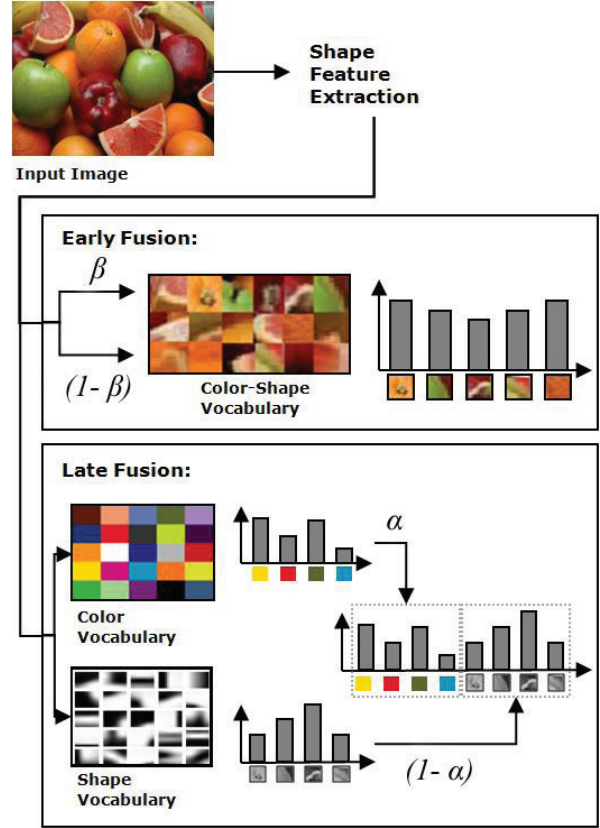 Shape
Feature
Extraction
Input Image
Early Fusion:
β
(1- β)
Color-Shape
Vocabulary
Late Fusion:
α
Color
Vocabulary
Shape
Vocabulary
(1- α)